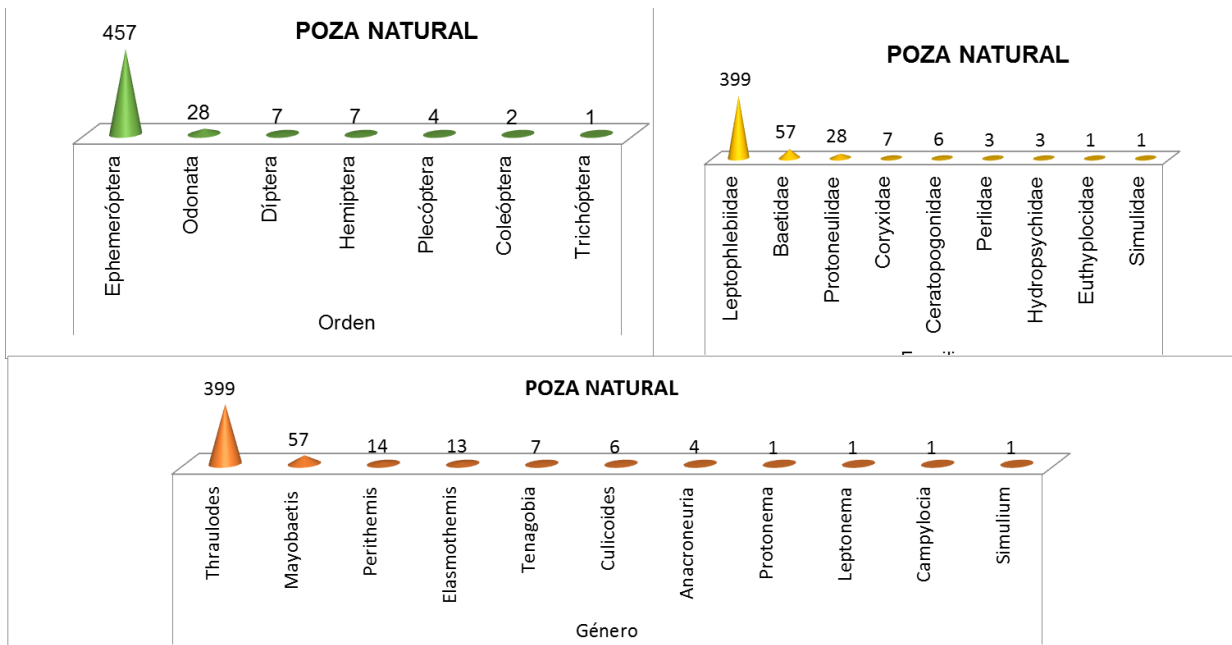 POZA NATURAL
457
28
7
7
4
2
1
Ephemeróptera
Odonata
Díptera
Hemiptera
Plecóptera
Coleóptera
Trichóptera
Orden
POZA NATURAL
399
57
28
7
6
3
3
1
1
Leptophlebiidae
Baetidae
Protoneulidae
Coryxidae
Ceratopogonidae
Perlidae
Hydropsychidae
Euthyplocidae
Simulidae
POZA NATURAL
399
57
14
13
7
6
4
1
1
1
1
Thraulodes
Mayobaetis
Perithemis
Elasmothemis
Tenagobia
Culicoides
Anacroneuria
Protonema
Leptonema
Campylocia
Simulium
Género